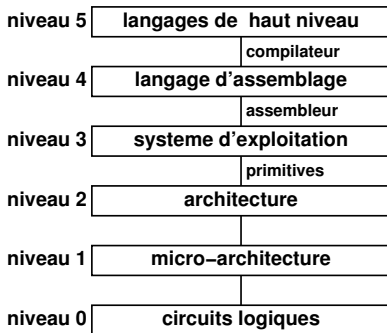 niveau 5 langages de haut niveau
compilateur
niveau 4 langage d'assemblage
assembleur
niveau 3 systeme d'exploitation
primitives
niveau 2 architecture
niveau 1 micro−architecture
niveau 0 circuits logiques